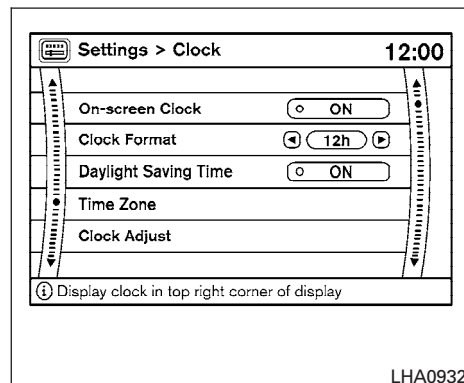 Settings > Clock 12:00
On-screen Clock ON
Clock Format 12h
Daylight Saving Time ON
Time Zone
Clock Adjust
i Display clock in top right corner of display
LHA0932